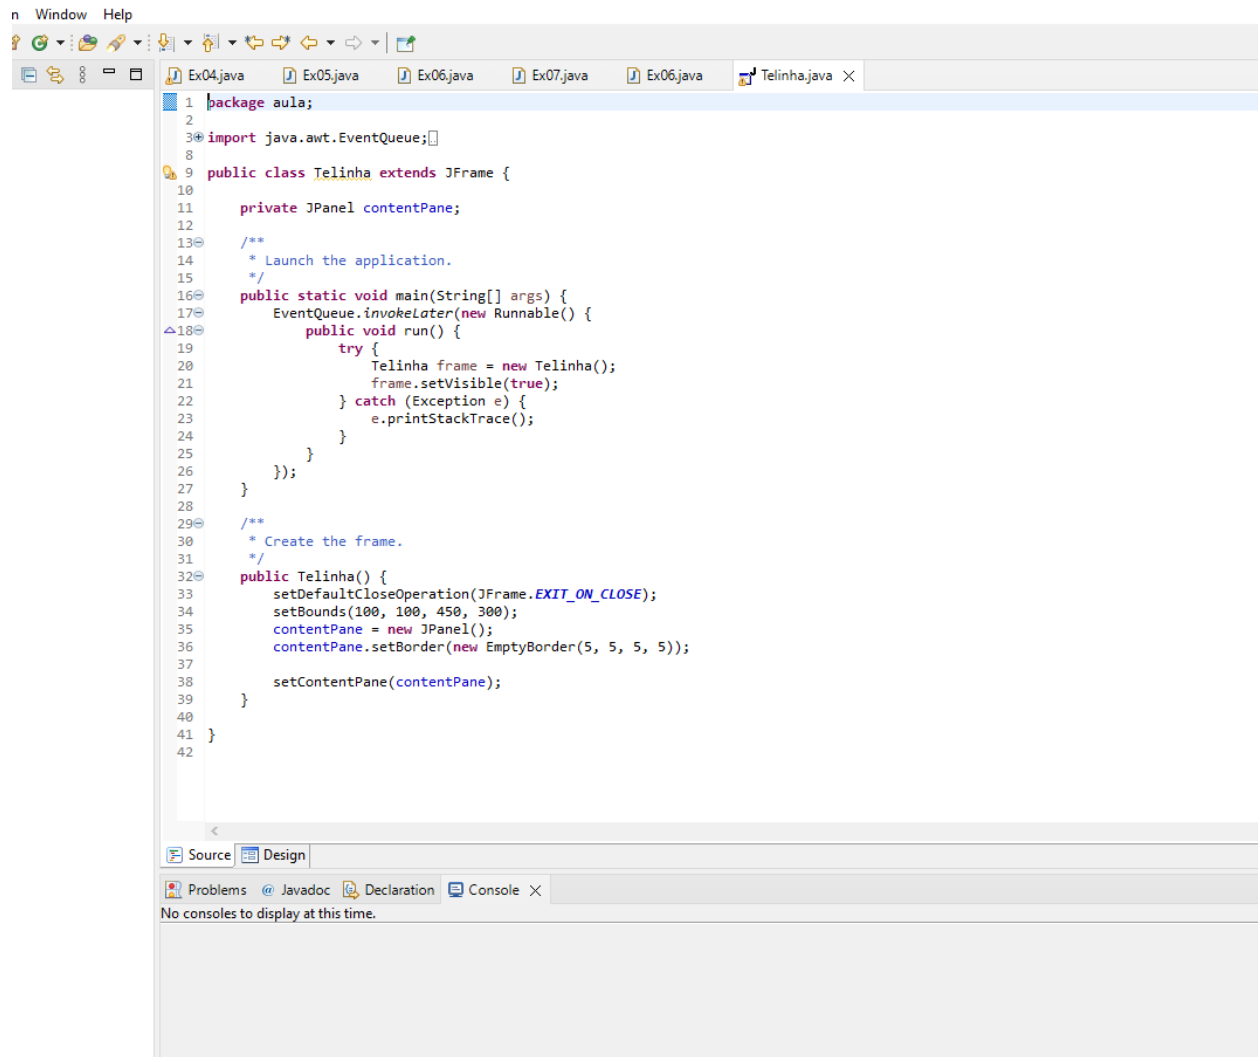 n Window Help
Ex04.java Ex05.java Ex06.java Ex07.java Ex06.java Telinha.java
1 package aula;
2
3 import java.awt.EventQueue;
8
9 public class Telinha extends JFrame {
10
11     private JPanel contentPane;
12
13     /**
14      * Launch the application.
15      */
16     public static void main(String[] args) {
17         EventQueue.invokeLater(new Runnable() {
18             public void run() {
19                 try {
20                     Telinha frame = new Telinha();
21                     frame.setVisible(true);
22                 } catch (Exception e) {
23                     e.printStackTrace();
24                 }
25             }
26         });
27     }
28
29     /**
30      * Create the frame.
31      */
32     public Telinha() {
33         setDefaultCloseOperation(JFrame.EXIT_ON_CLOSE);
34         setBounds(100, 100, 450, 300);
35         contentPane = new JPanel();
36         contentPane.setBorder(new EmptyBorder(5, 5, 5, 5));
37
38         setContentPane(contentPane);
39     }
40
41 }
42
Source Design
Problems @ Javadoc Declaration Console
No consoles to display at this time.